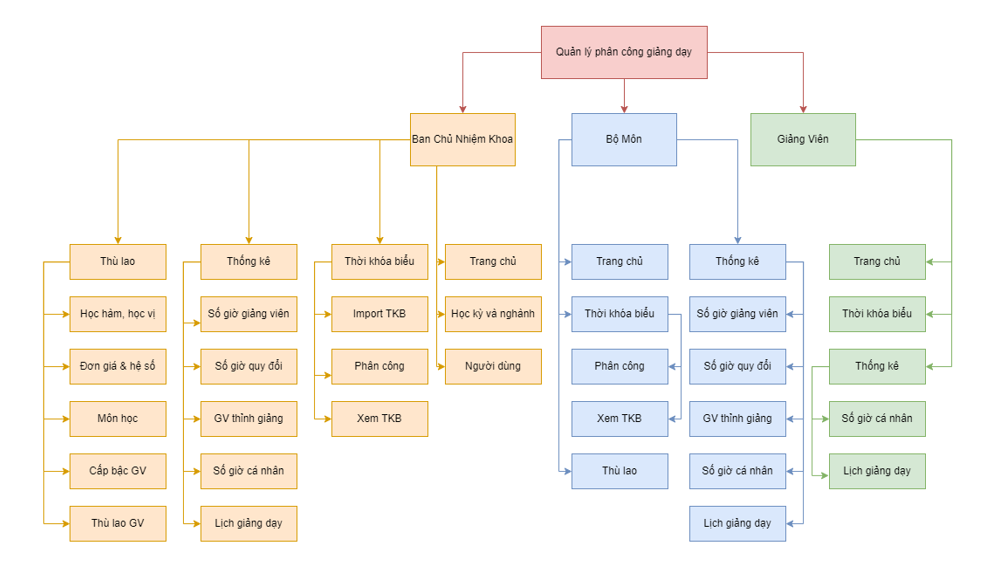 Quản lý phân công giảng dạy
Ban Chủ Nhiệm Khoa
Bộ Môn
Giảng Viên
Thù lao
Học hàm, học vị
Đơn giá & hệ số
Môn học
Cấp bậc GV
Thù lao GV
Thống kê
Số giờ giảng viên
Số giờ quy đổi
GV thỉnh giảng
Số giờ cá nhân
Lịch giảng dạy
Thời khóa biểu
Import TKB
Phân công
Xem TKB
Trang chủ
Học kỳ và nghành
Người dùng
Trang chủ
Thời khóa biểu
Phân công
Xem TKB
Thù lao
Thống kê
Số giờ giảng viên
Số giờ quy đổi
GV thỉnh giảng
Số giờ cá nhân
Lịch giảng dạy
Trang chủ
Thời khóa biểu
Thống kê
Số giờ cá nhân
Lịch giảng dạy